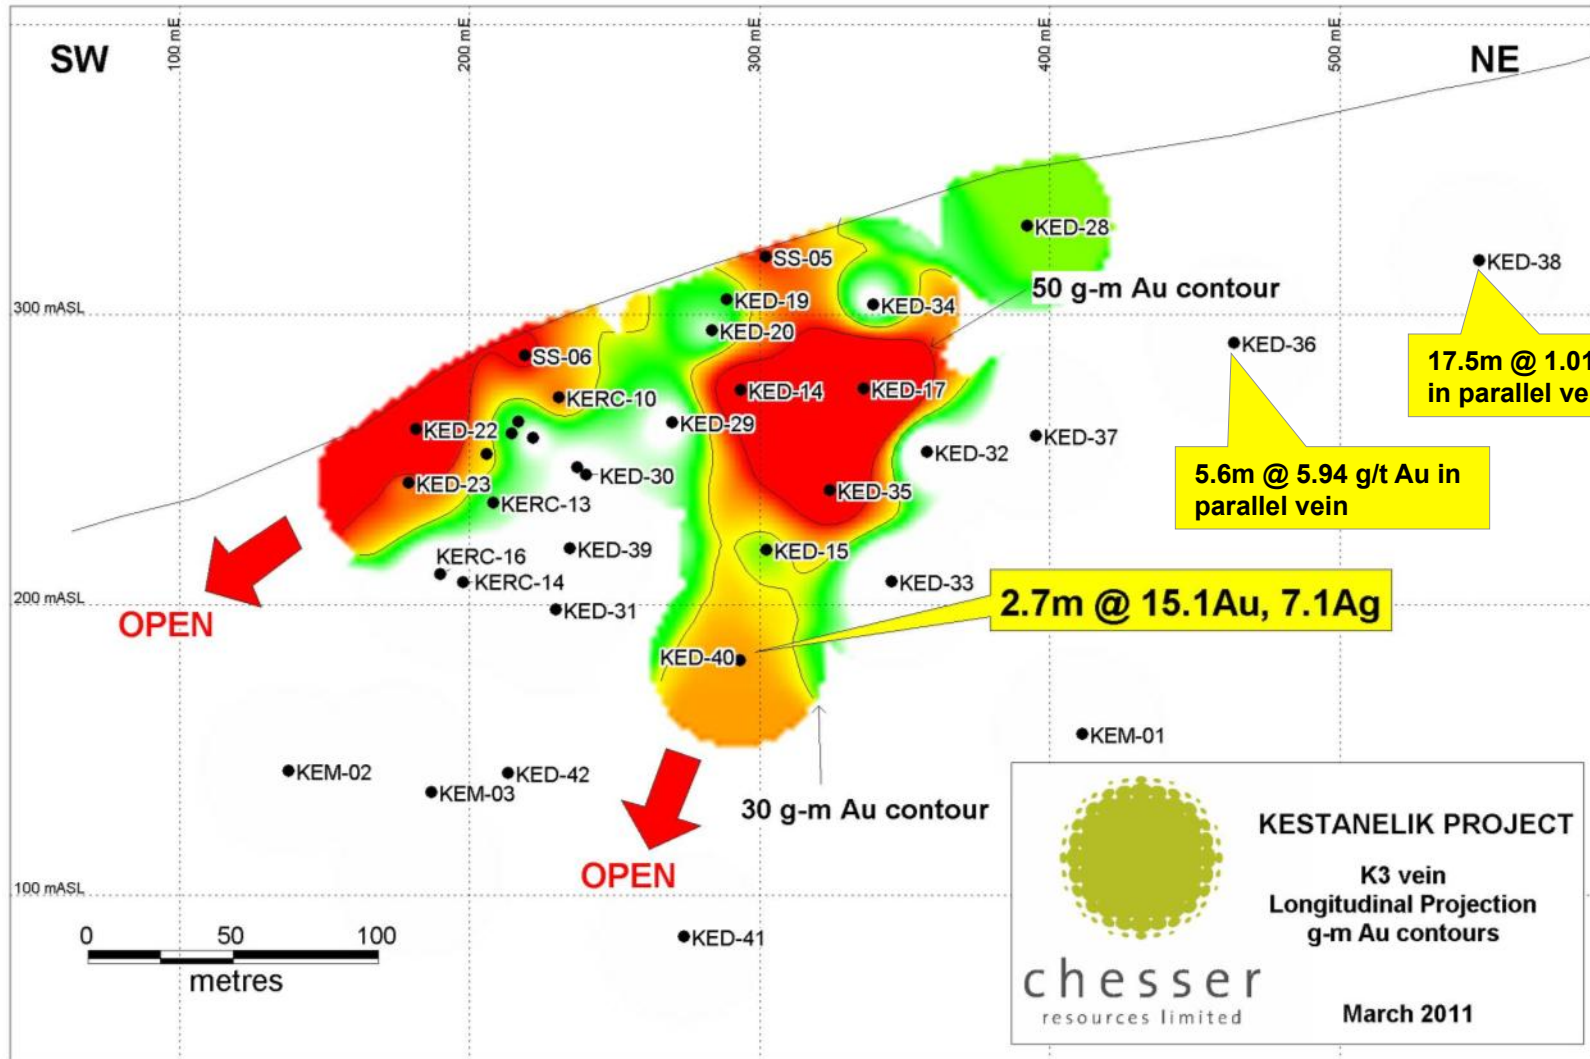 SW
100 mE
200 mE
300 mE
400 mE
500 mE
NE
KED-28
SS-05
KED-38
KED-19
50 g-m Au contour
KED-34
300 mASL
KED-20
KED-36
SS-06
17.5m @ 1.01
in parallel ve
KED-14
KED-17
KERC-10
KED-29
KED-22
KED-37
KED-32
5.6m @ 5.94 g/t Au in
parallel vein
KED-30
KED-23
KED-35
KERC-13
KED-39
KED-15
KERC-16
KERC-14
KED-33
200 mASL
2.7m @ 15.1Au, 7.1Ag
KED-31
OPEN
KED-40
KEM-01
KEM-02
KED-42
KEM-03
30 g-m Au contour
OPEN
100 mASL
KED-41
0 50 100
metres
KESTANELIK PROJECT
K3 vein
Longitudinal Projection
g-m Au contours
chesser
resources limited
March 2011